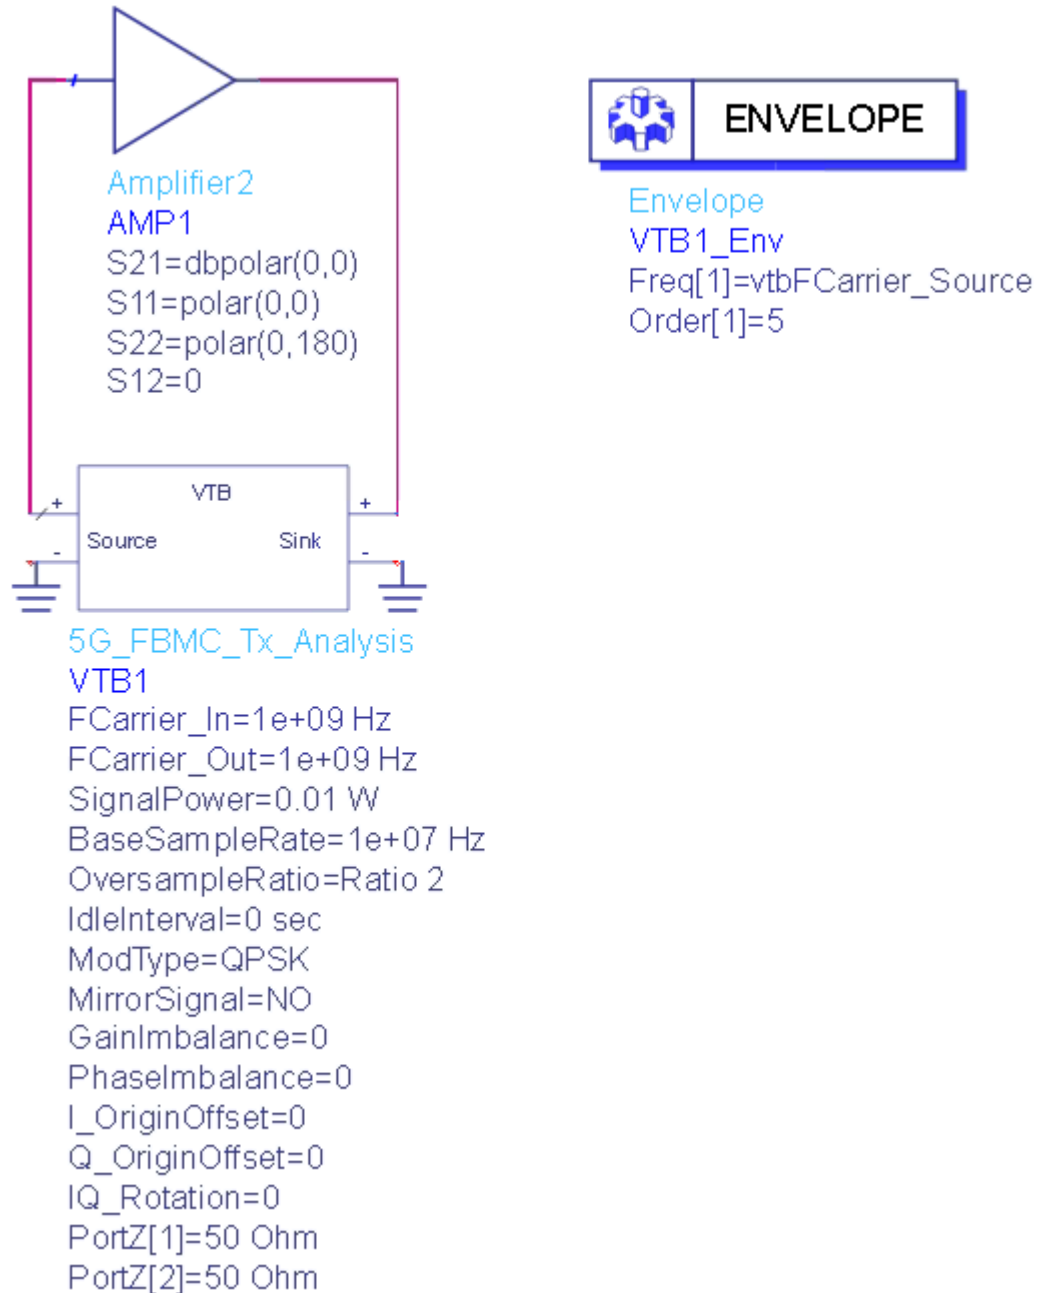 ENVELOPE
Amplifier2
AMP1
S21=dbpolar(0,0)
S11=polar(0,0)
S22=polar(0,180)
S12=0
Envelope
VTB1_Env
Freq[1]=vtbFCarrier_Source
Order[1]=5
VTB
+ +
Source Sink
- -
5G_FBMC_Tx_Analysis
VTB1
FCarrier_In=1e+09 Hz
FCarrier_Out=1e+09 Hz
SignalPower=0.01 W
BaseSampleRate=1e+07 Hz
OversampleRatio=Ratio 2
IdleInterval=0 sec
ModType=QPSK
MirrorSignal=NO
GainImbalance=0
PhaseImbalance=0
I_OriginOffset=0
Q_OriginOffset=0
IQ_Rotation=0
PortZ[1]=50 Ohm
PortZ[2]=50 Ohm